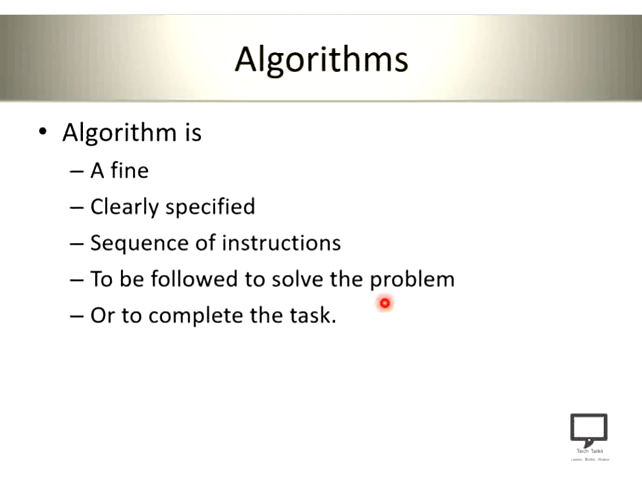 Algorithms
• Algorithm is
– A fine
– Clearly specified
– Sequence of instructions
– To be followed to solve the problem
– Or to complete the task.
Tech Talks